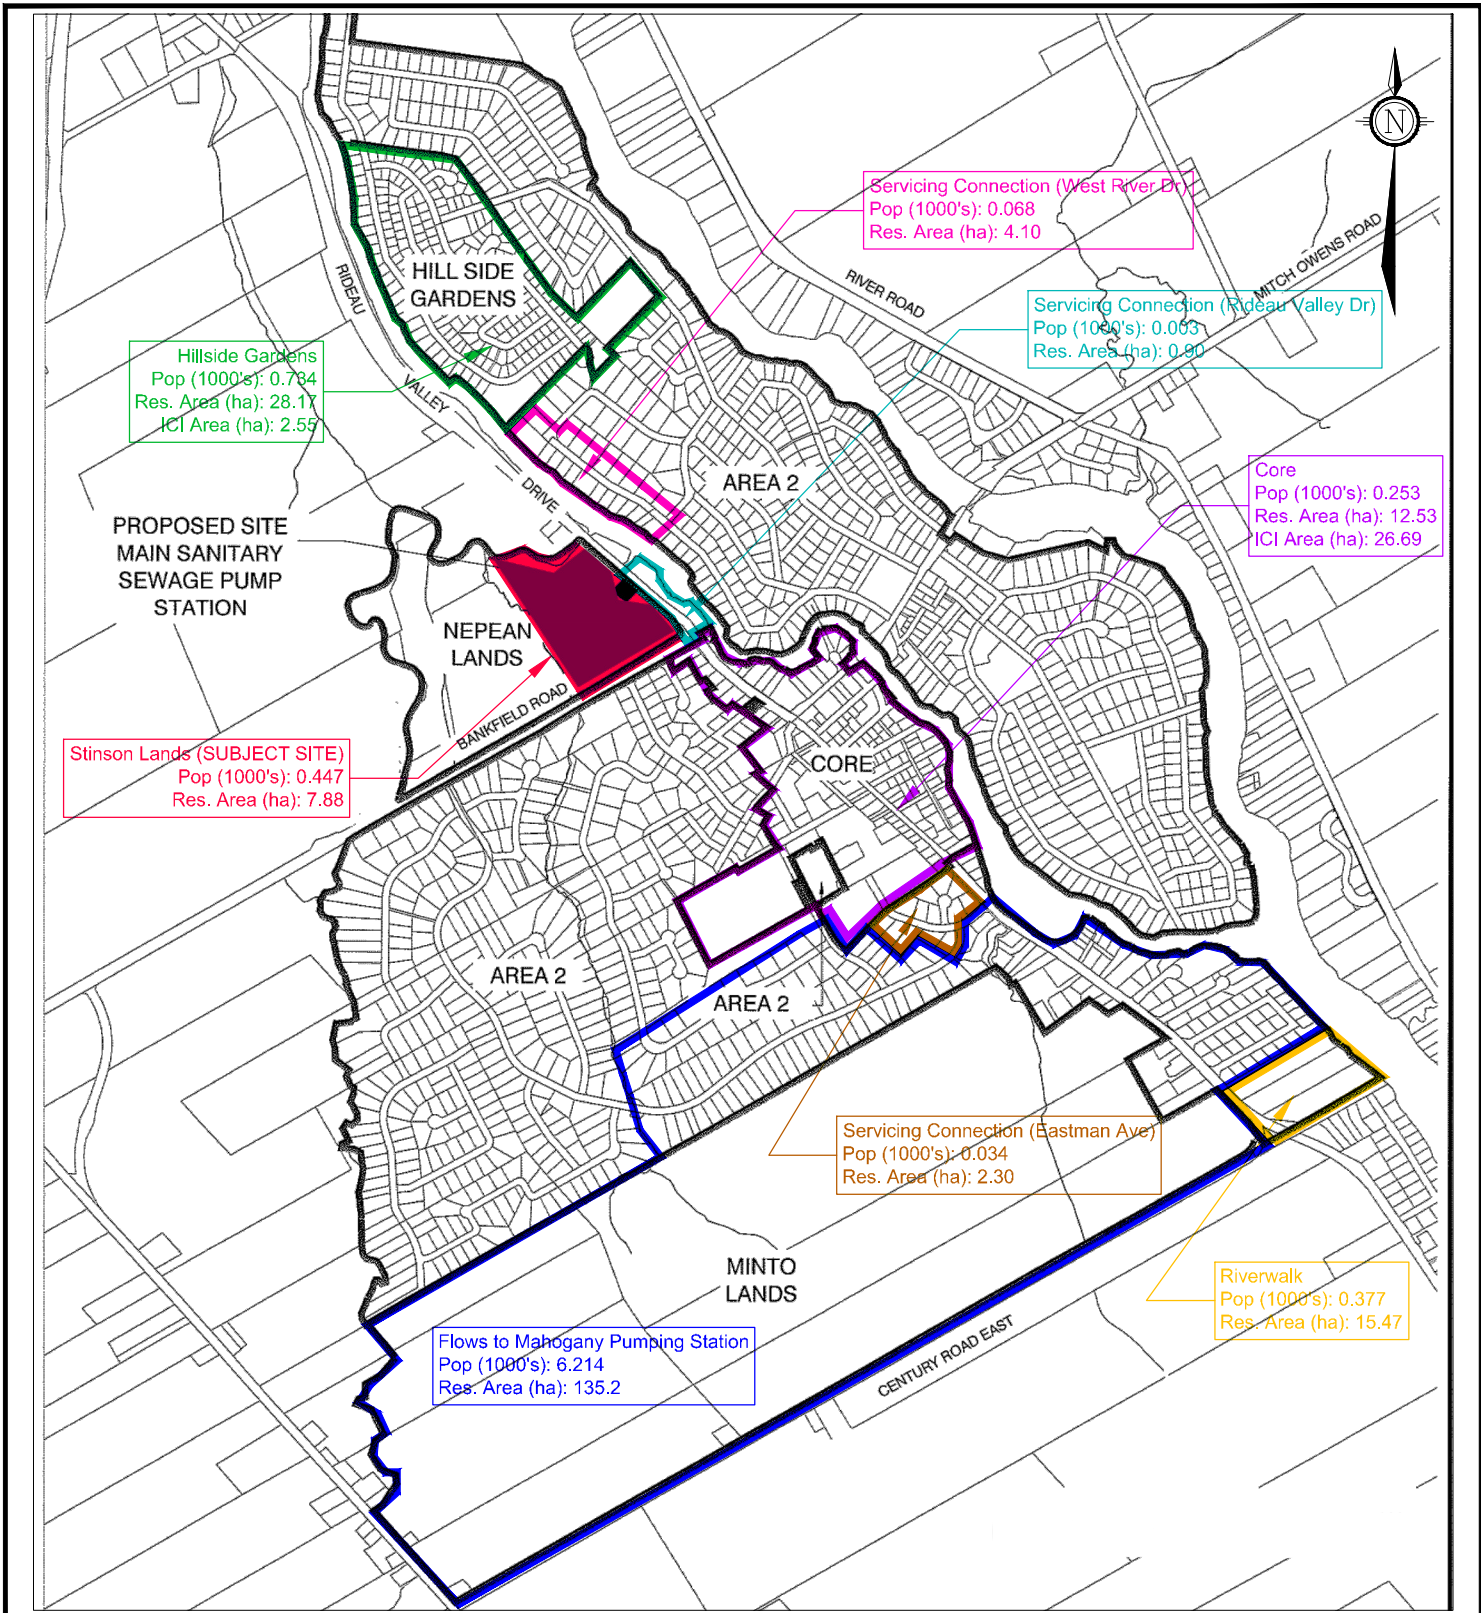 N
Servicing Connection (West River Dr)
Pop (1000's): 0.068
Res. Area (ha): 4.10
MITCH OWENS ROAD
RIVER ROAD
HILL SIDE
GARDENS
RIDEAU
VALLEY
DRIVE
Servicing Connection (Rideau Valley Dr)
Pop (1000's): 0.003
Res. Area (ha): 0.90
Hillside Gardens
Pop (1000's): 0.734
Res. Area (ha): 28.17
ICI Area (ha): 2.55
AREA 2
Core
Pop (1000's): 0.253
Res. Area (ha): 12.53
ICI Area (ha): 26.69
PROPOSED SITE
MAIN SANITARY
SEWAGE PUMP
STATION
NEPEAN
LANDS
BANKFIELD ROAD
Stinson Lands (SUBJECT SITE)
Pop (1000's): 0.447
Res. Area (ha): 7.88
CORE
AREA 2
AREA 2
Servicing Connection (Eastman Ave)
Pop (1000's): 0.034
Res. Area (ha): 2.30
MINTO
LANDS
Riverwalk
Pop (1000's): 0.377
Res. Area (ha): 15.47
Flows to Mahogany Pumping Station
Pop (1000's): 6.214
Res. Area (ha): 135.2
CENTURY ROAD EAST